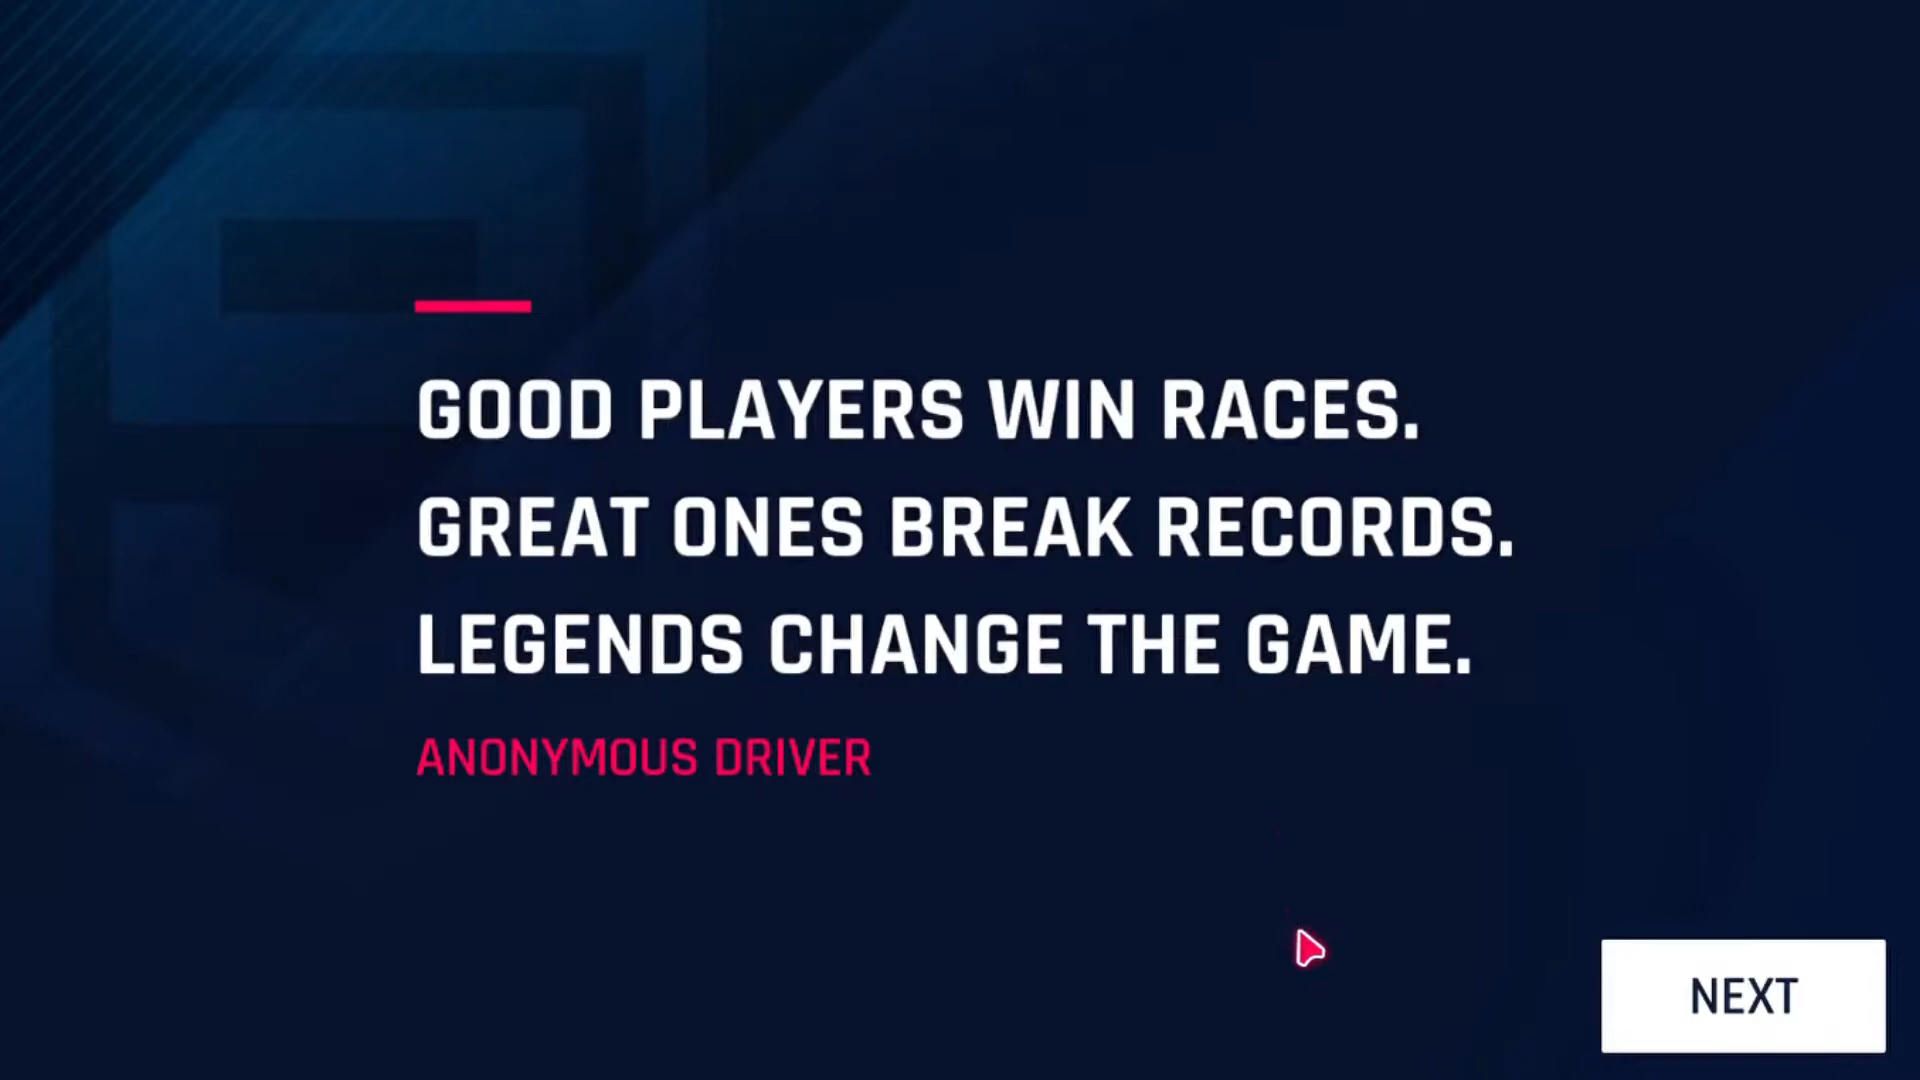 GOOD PLAYERS WIN RACES.
GREAT ONES BREAK RECORDS.
LEGENDS CHANGE THE GAME.
ANONYMOUS DRIVER
NEXT